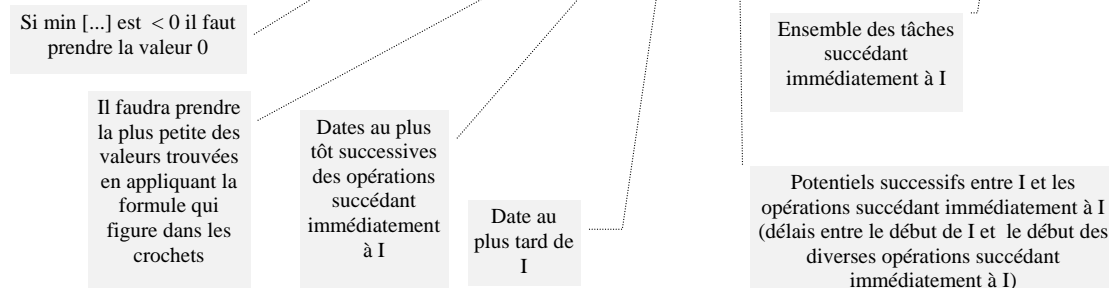 Si min [...] est < 0 il faut
prendre la valeur 0
Ensemble des tâches
succédant
immédiatement à I
Il faudra prendre
la plus petite des
valeurs trouvées
en appliquant la
formule qui
figure dans les
crochets
Dates au plus
tôt successives
des opérations
succédant
immédiatement
à I
Date au
plus tard de
I
Potentiels successifs entre I et les
opérations succédant immédiatement à I
(délais entre le début de I et le début des
diverses opérations succédant
immédiatement à I)